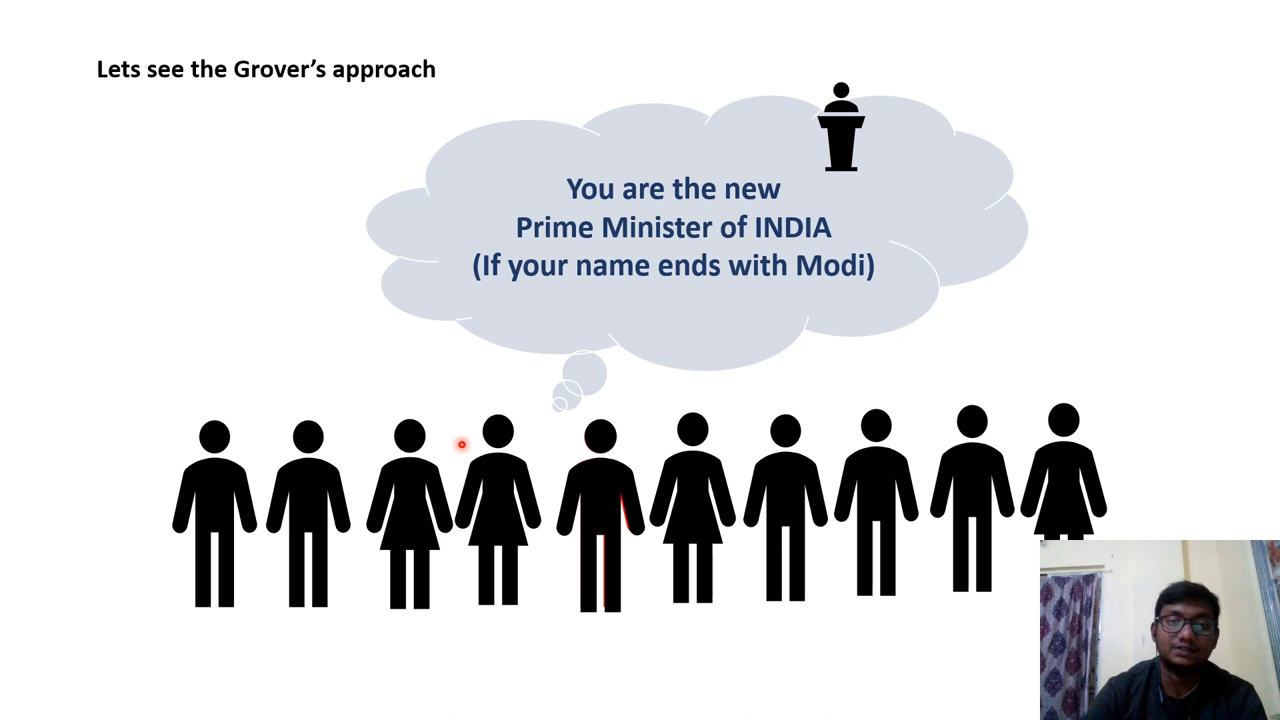 Lets see the Grover’s approach
You are the new
Prime Minister of INDIA
(If your name ends with Modi)